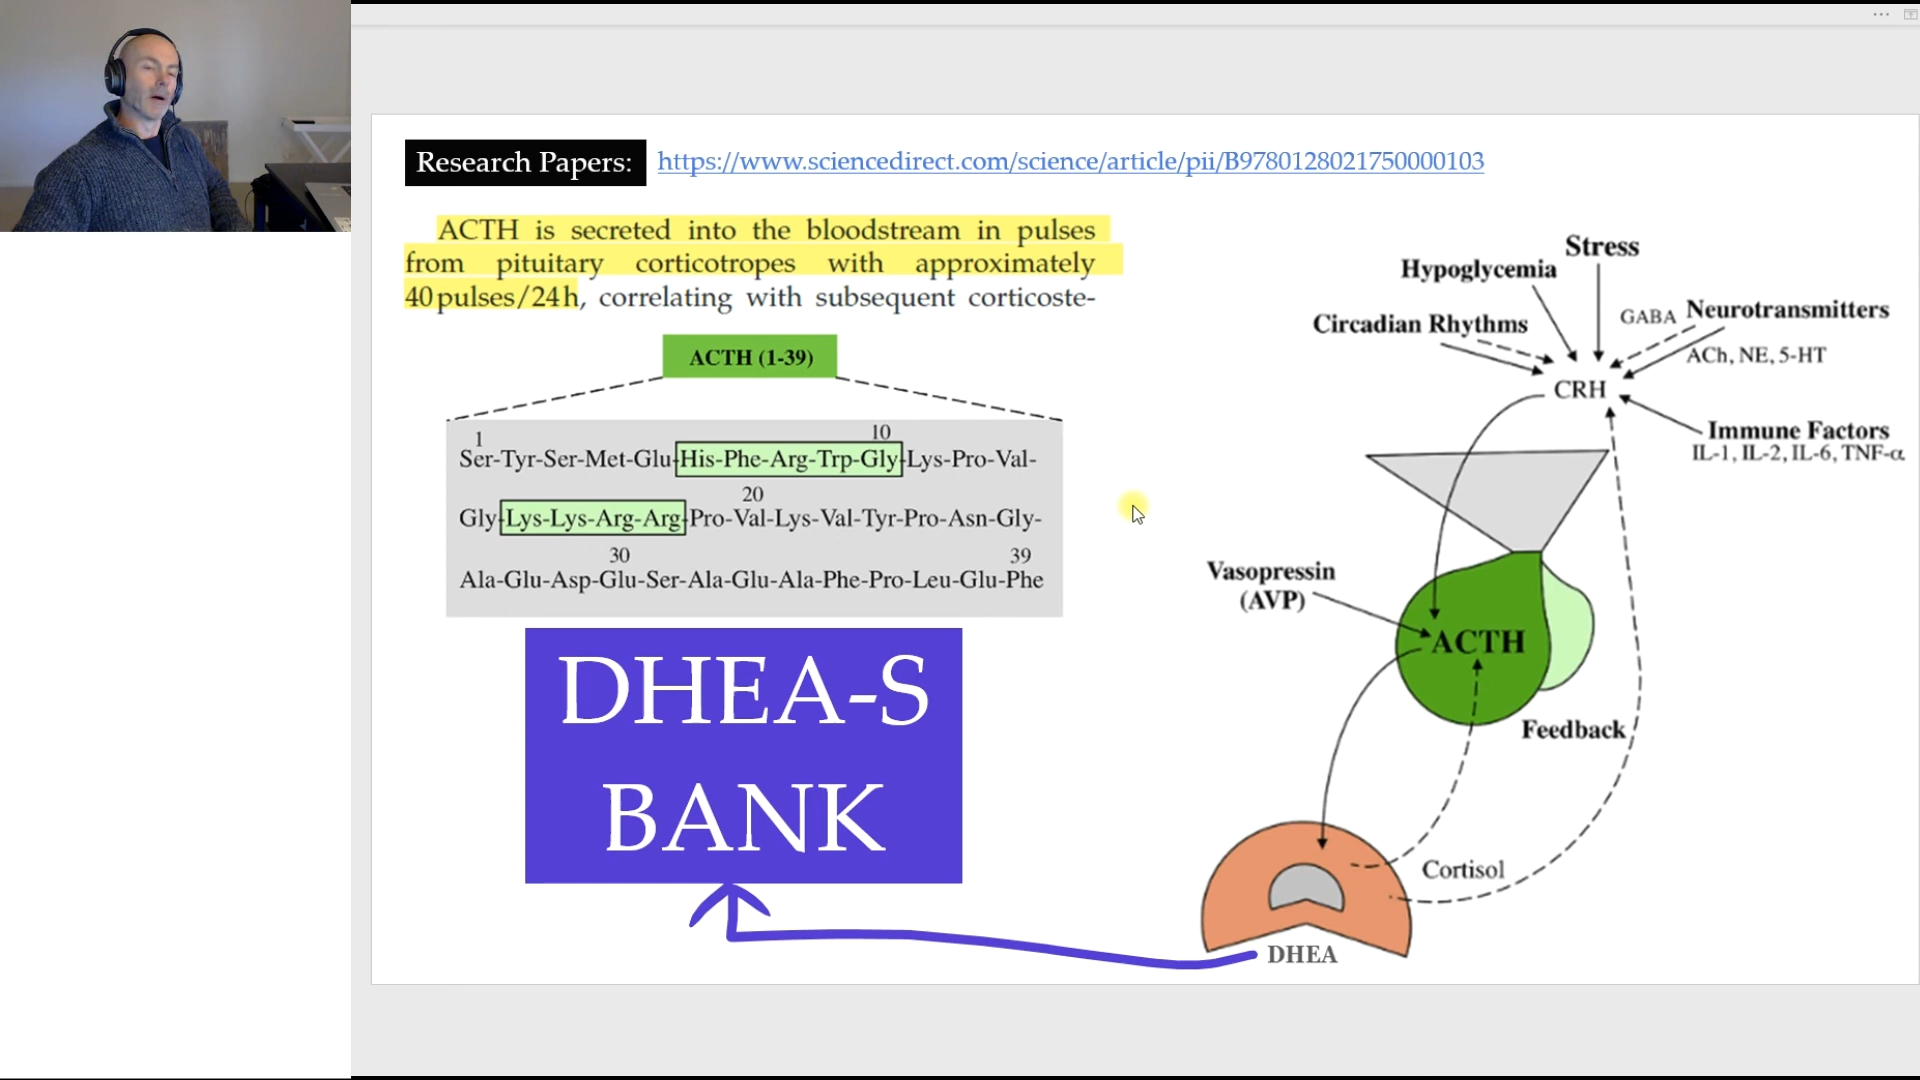 Research Papers: https://www.sciencedirect.com/science/article/pii/B9780128021750000103
ACTH is secreted into the bloodstream in pulses
from pituitary corticotropes with approximately
40 pulses/24 h, correlating with subsequent corticoste-
ACTH (1-39)
1 10
Ser-Tyr-Ser-Met-Glu-His-Phe-Arg-Trp-Gly-Lys-Pro-Val-
20
Gly-Lys-Lys-Arg-Arg-Pro-Val-Lys-Val-Tyr-Pro-Asn-Gly-
30 39
Ala-Glu-Asp-Glu-Ser-Ala-Glu-Ala-Phe-Pro-Leu-Glu-Phe
DHEA-S
BANK
Stress
Hypoglycemia
Circadian Rhythms
GABA Neurotransmitters
ACh, NE, 5-HT
CRH
Immune Factors
IL-1, IL-2, IL-6, TNF-α
Vasopressin
(AVP)
ACTH
Feedback
Cortisol
DHEA